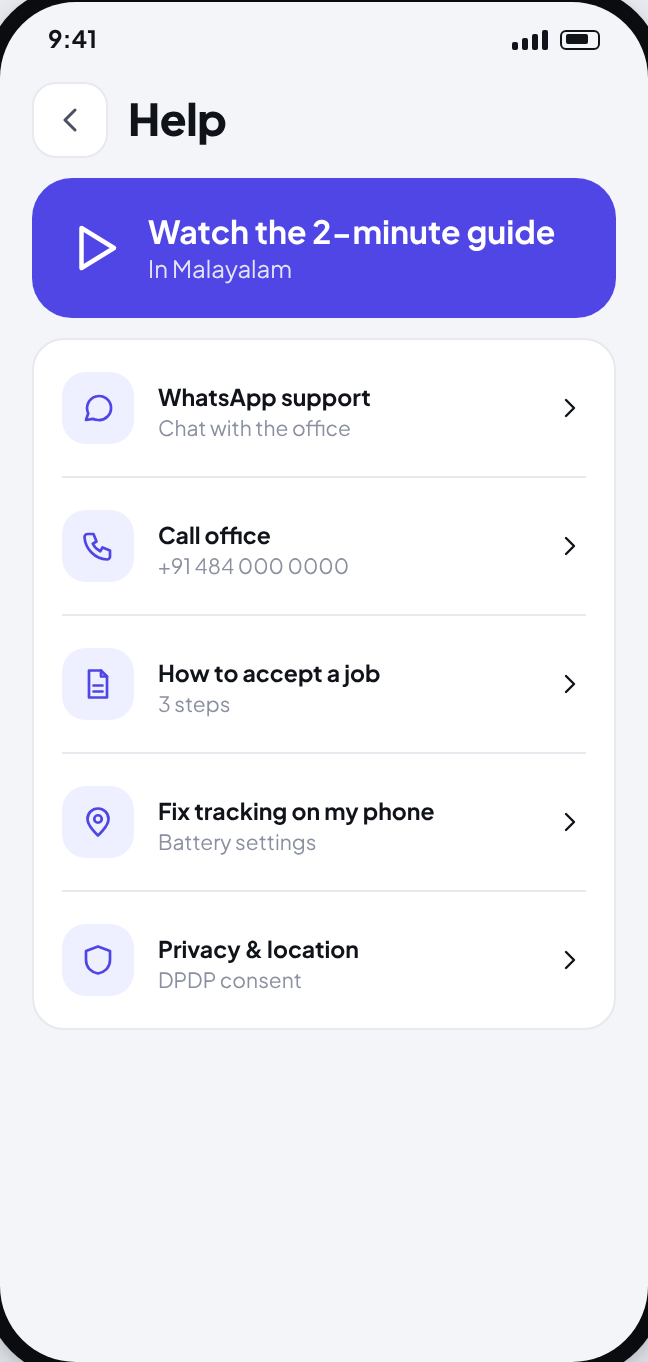 9:41
Help
Watch the 2-minute guide
In Malayalam
WhatsApp support
Chat with the office
Call office
+91 484 000 0000
How to accept a job
3 steps
Fix tracking on my phone
Battery settings
Privacy & location
DPDP consent